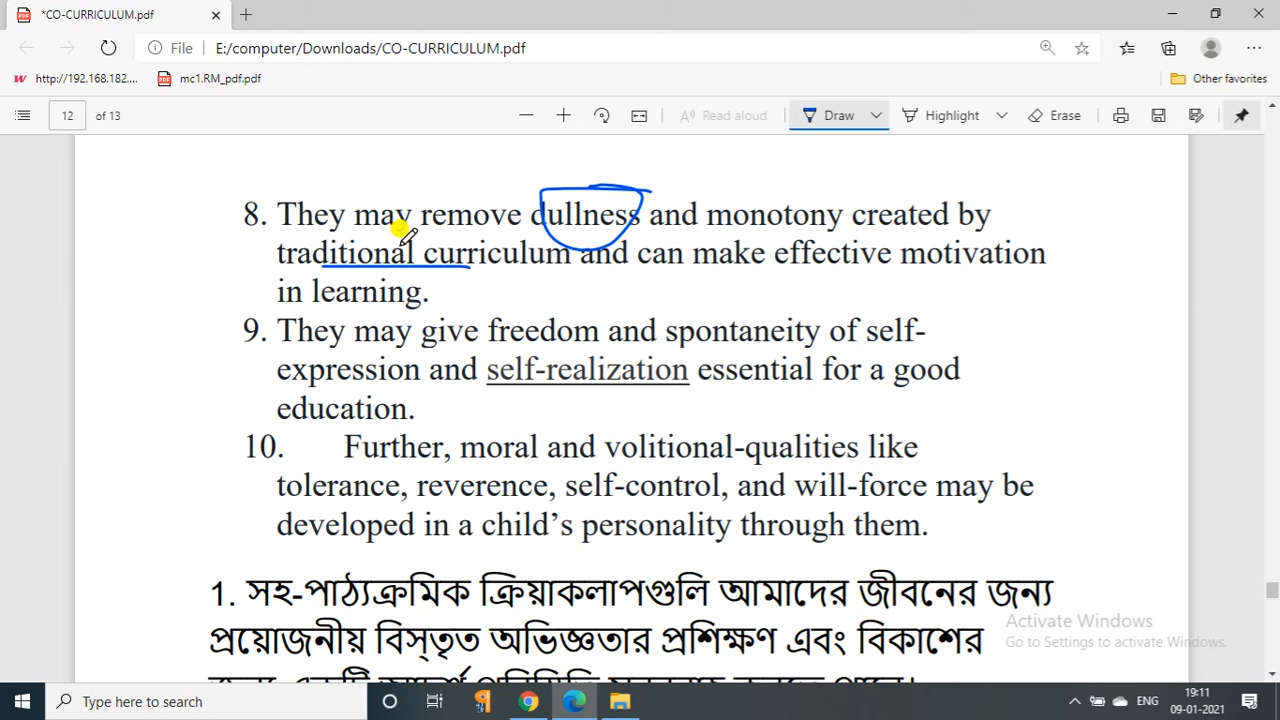 *CO-CURRICULUM.pdf
File E:/computer/Downloads/CO-CURRICULUM.pdf
http://192.168.182.... mc1.RM_pdf.pdf Other favorites
12 of 13 Read aloud Draw Highlight Erase
8. They may remove dullness and monotony created by
traditional curriculum and can make effective motivation
in learning.
9. They may give freedom and spontaneity of self-
expression and self-realization essential for a good
education.
10. Further, moral and volitional-qualities like
tolerance, reverence, self-control, and will-force may be
developed in a child’s personality through them.
1. সহ-পাঠ্যক্রমিক ক্রিয়াকলাপগুলি আমাদের জীবনের জন্য
প্রয়োজনীয় বিস্তৃত অভিজ্ঞতার প্রশিক্ষণ এবং বিকাশের
Activate Windows
Go to Settings to activate Windows.
Type here to search
ENG
19:11
09-01-2021